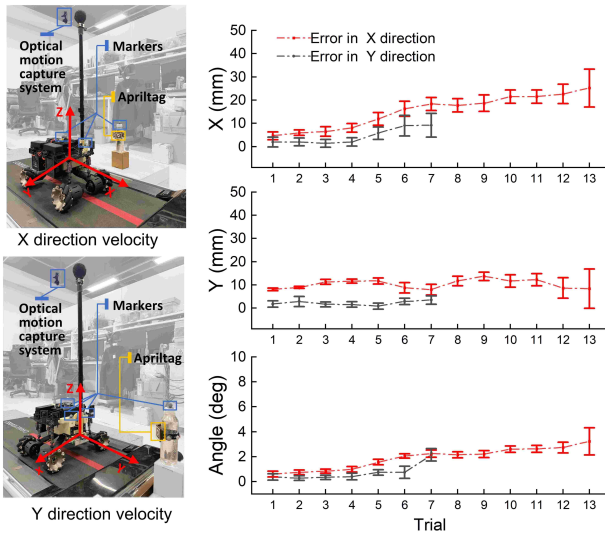 Optical
motion
capture
system
Markers
Apriltag
Z
X direction velocity
Optical
motion
capture
system
Markers
Apriltag
Z
Y
Y direction velocity
Error in X direction
Error in Y direction
X (mm)
50
40
30
20
10
0
1 2 3 4 5 6 7 8 9 10 11 12 13
Y (mm)
50
40
30
20
10
0
1 2 3 4 5 6 7 8 9 10 11 12 13
Angle (deg)
10
8
6
4
2
0
1 2 3 4 5 6 7 8 9 10 11 12 13
Trial